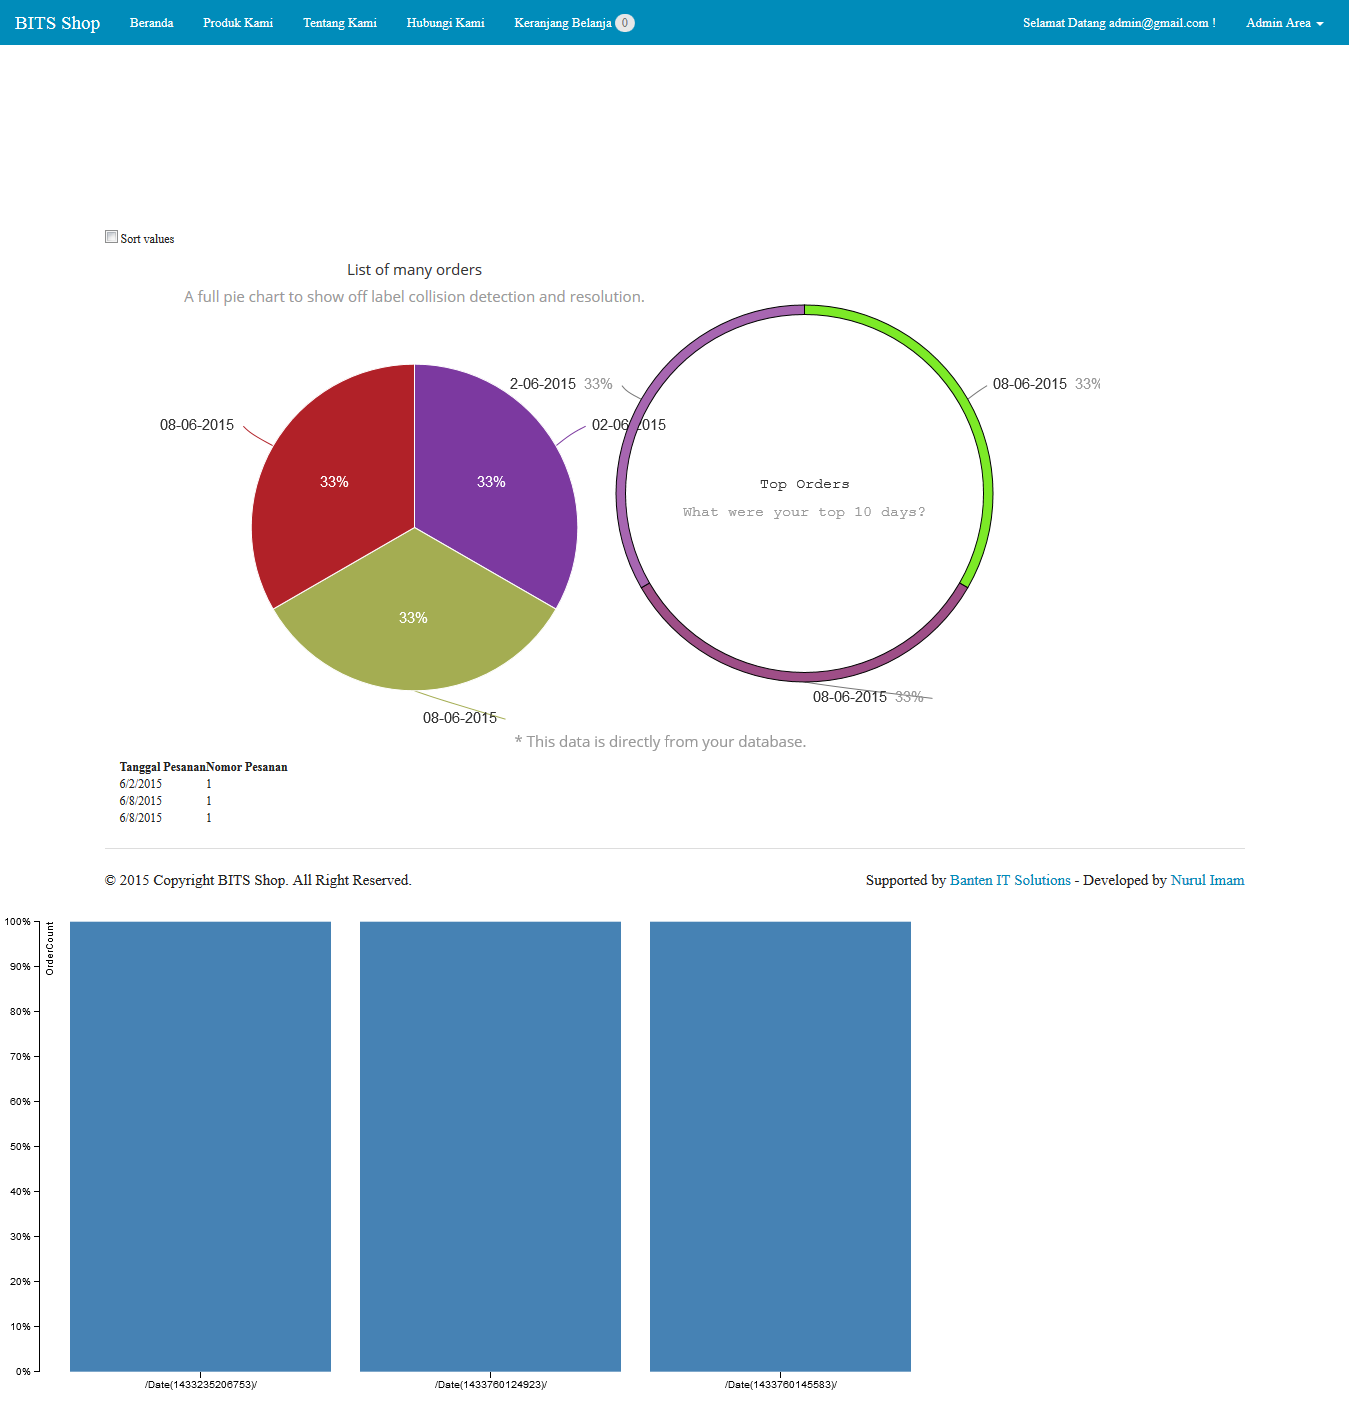 BITS Shop Beranda Produk Kami Tentang Kami Hubungi Kami Keranjang Belanja 0 Selamat Datang admin@gmail.com ! Admin Area
Sort values
List of many orders
A full pie chart to show off label collision detection and resolution.
08-06-2015
02-06-2015
33%
33%
33%
08-06-2015
2-06-2015 33%
08-06-2015 33%
Top Orders
What were your top 10 days?
08-06-2015 33%
* This data is directly from your database.
Tanggal Pesanan Nomor Pesanan
6/2/2015 1
6/8/2015 1
6/8/2015 1
© 2015 Copyright BITS Shop. All Right Reserved. Supported by Banten IT Solutions - Developed by Nurul Imam
OrderCount
100%
90%
80%
70%
60%
50%
40%
30%
20%
10%
0%
/Date(1433235206753)/ /Date(1433760124923)/ /Date(1433760145583)/